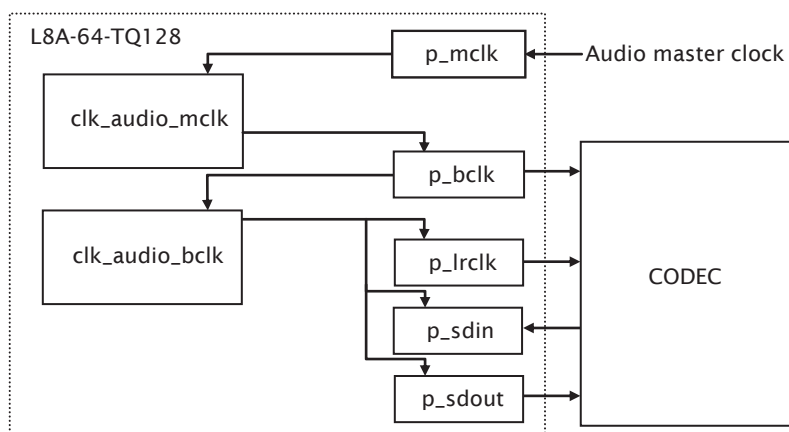 L8A-64-TQ128
p_mclk
Audio master clock
clk_audio_mclk
p_bclk
clk_audio_bclk
p_lrclk
CODEC
p_sdin
p_sdout